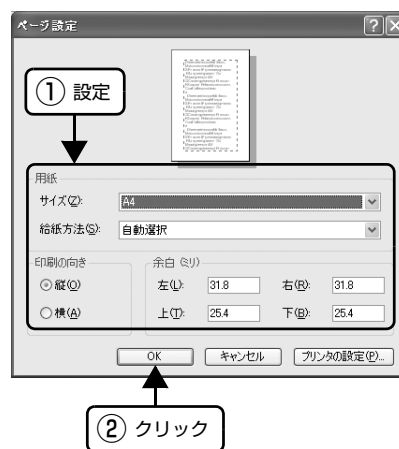 ページ設定
① 設定
用紙
サイズ(Z): A4
給紙方法(S): 自動選択
印刷の向き
縦(O)
横(A)
余白 (ミリ)
左(L): 31.8 右(R): 31.8
上(T): 25.4 下(B): 25.4
OK キャンセル プリンタの設定(P)...
② クリック